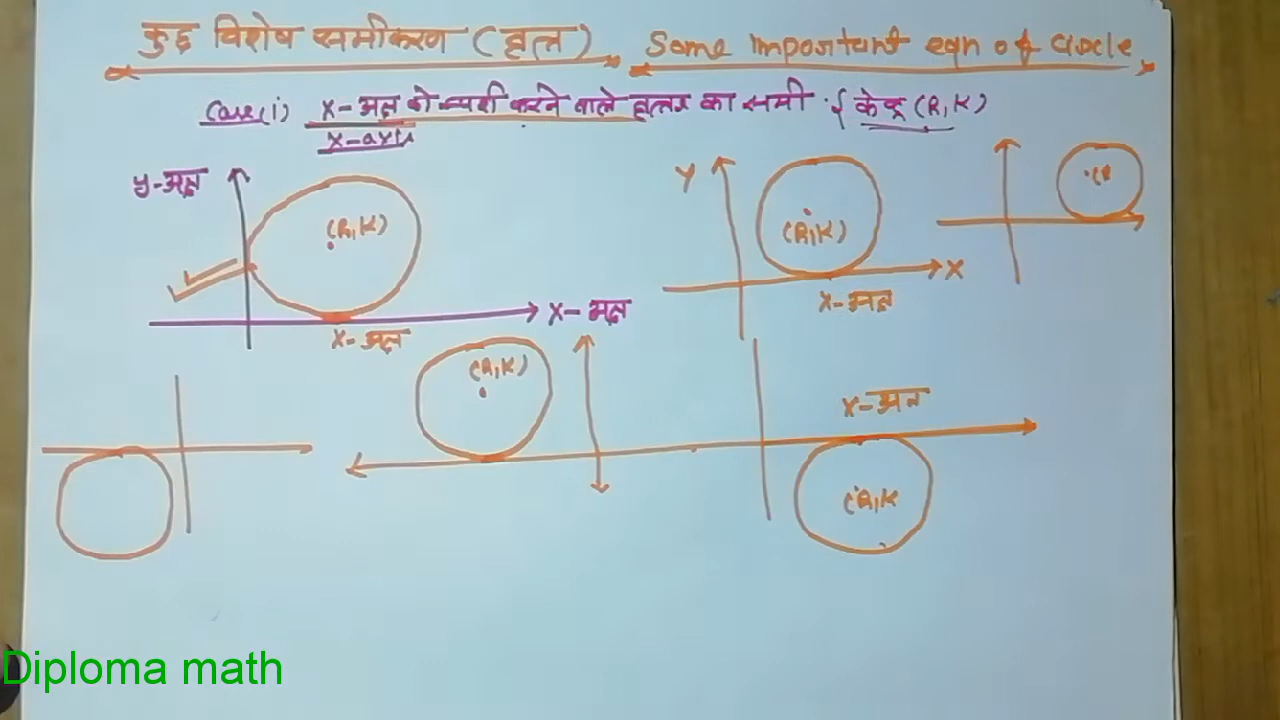 कुछ विशेष समीकरण (वृत्त) Some important eqn of circle
Case(i) x-अक्ष को स्पर्श करने वाले वृत्त का समी. { केन्द्र (h, k)
x-axis
y-अक्ष
(h, k)
x-अक्ष
x-अक्ष
Y
(h, k)
X
x-अक्ष
(h
(h, k)
x-अक्ष
(h, k
Diploma math